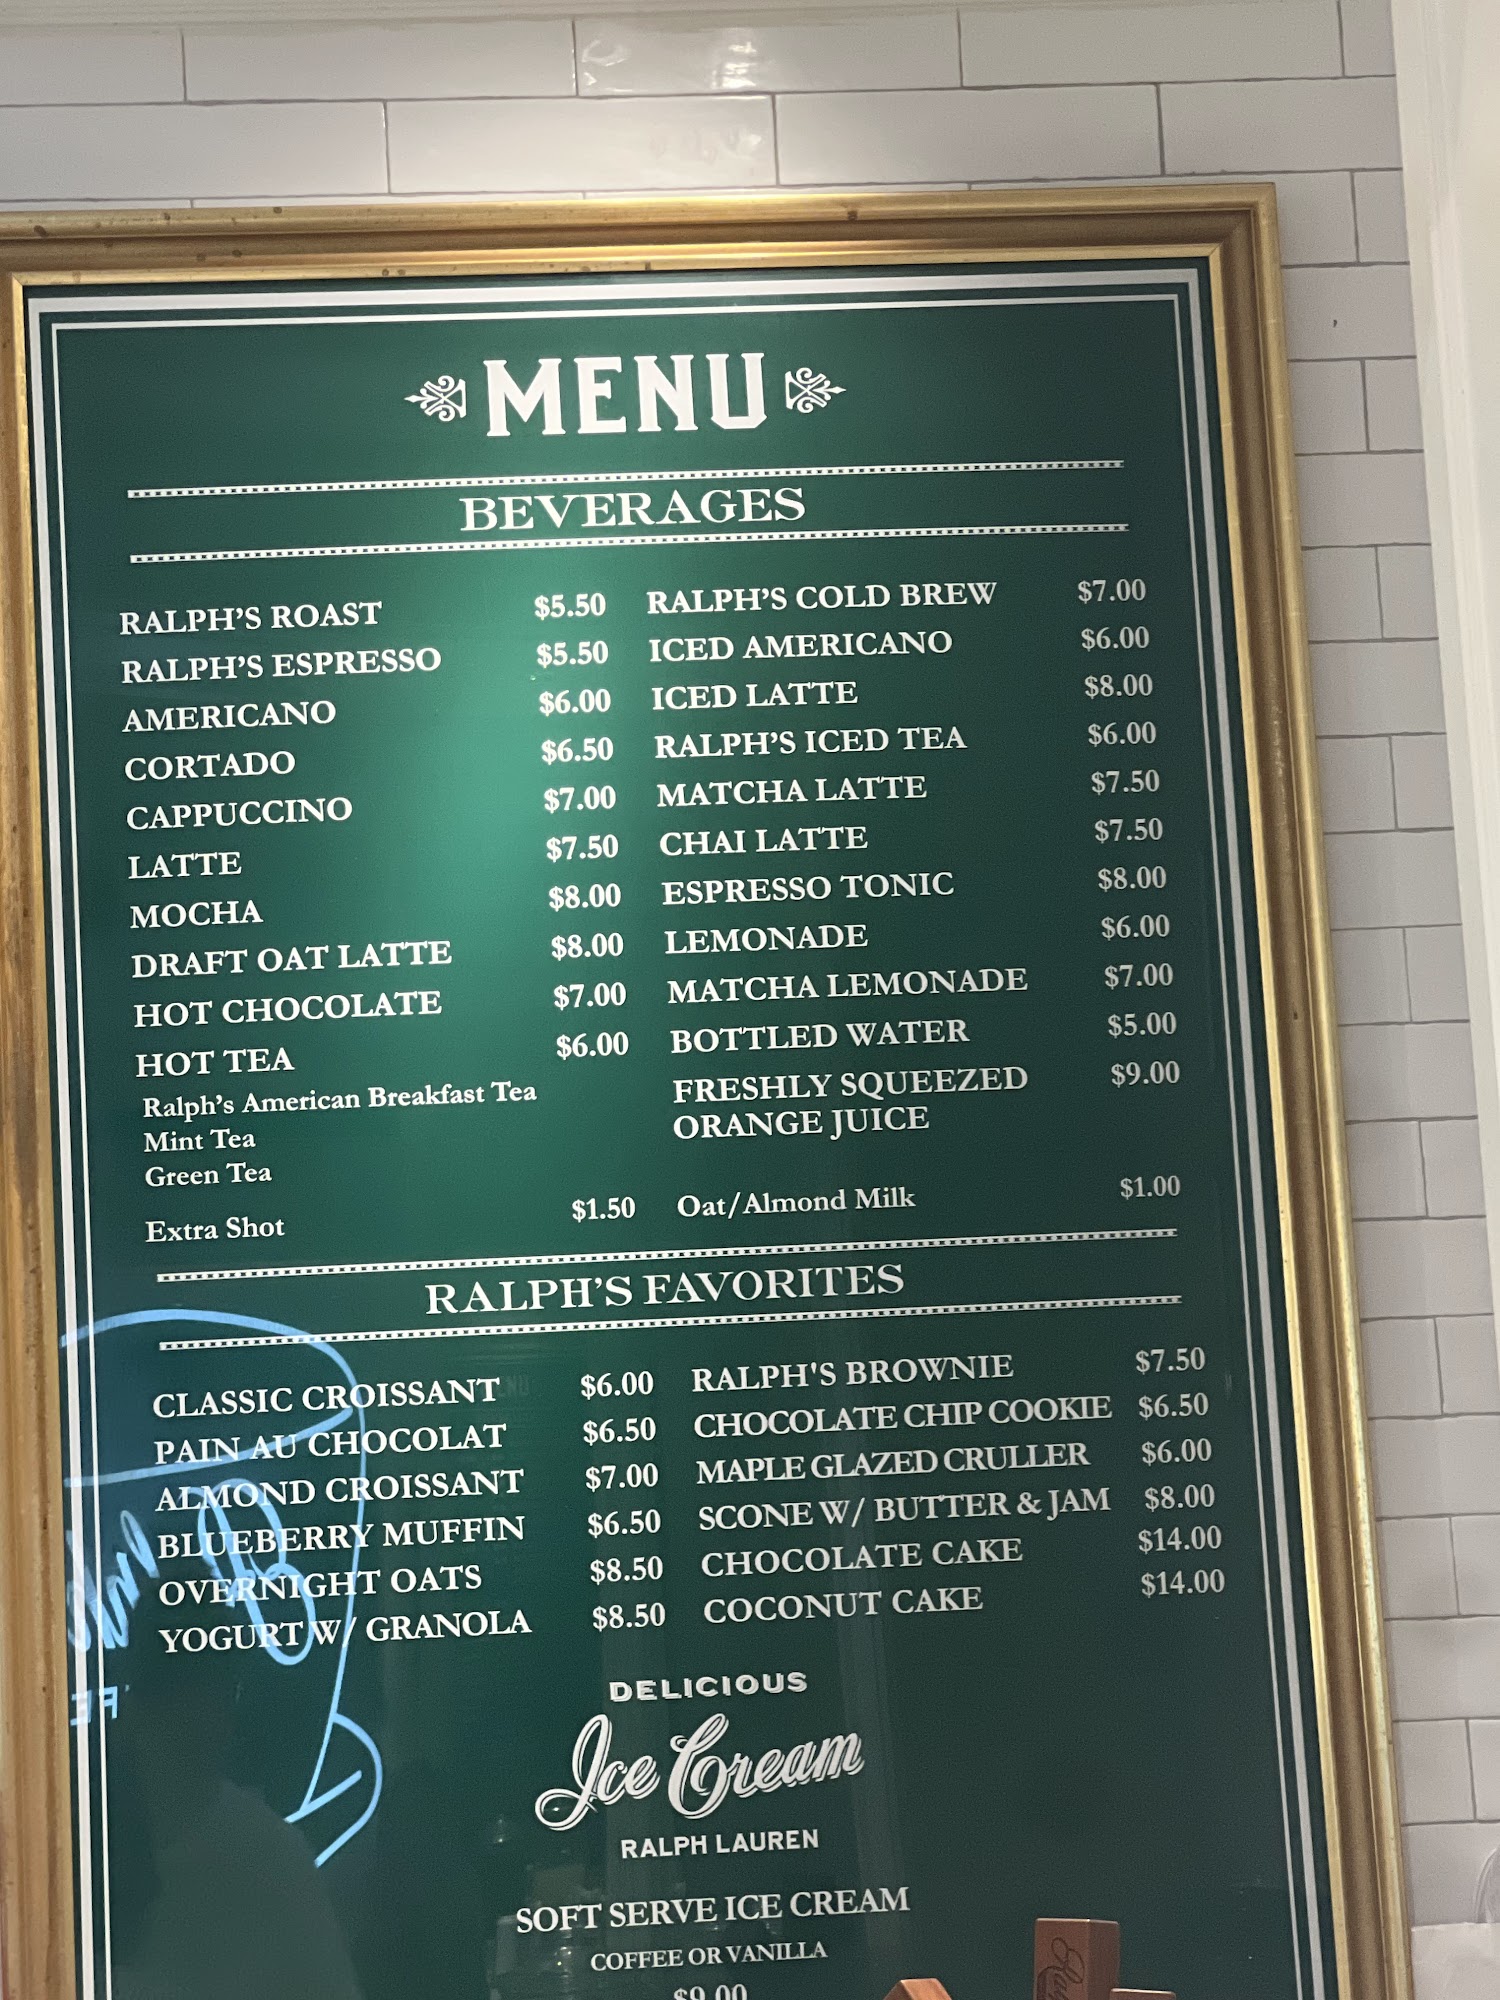 MENU
BEVERAGES
RALPH'S ROAST $5.50
RALPH'S ESPRESSO $5.50
AMERICANO $6.00
CORTADO $6.50
CAPPUCCINO $7.00
LATTE $7.50
MOCHA $8.00
DRAFT OAT LATTE $8.00
HOT CHOCOLATE $7.00
HOT TEA $6.00
Ralph's American Breakfast Tea
Mint Tea
Green Tea
Extra Shot $1.50
RALPH'S COLD BREW $7.00
ICED AMERICANO $6.00
ICED LATTE $8.00
RALPH'S ICED TEA $6.00
MATCHA LATTE $7.50
CHAI LATTE $7.50
ESPRESSO TONIC $8.00
LEMONADE $6.00
MATCHA LEMONADE $7.00
BOTTLED WATER $5.00
FRESHLY SQUEEZED $9.00
ORANGE JUICE
Oat/Almond Milk $1.00
RALPH'S FAVORITES
CLASSIC CROISSANT $6.00
PAIN AU CHOCOLAT $6.50
ALMOND CROISSANT $7.00
BLUEBERRY MUFFIN $6.50
OVERNIGHT OATS $8.50
YOGURT W/ GRANOLA $8.50
RALPH'S BROWNIE $7.50
CHOCOLATE CHIP COOKIE $6.50
MAPLE GLAZED CRULLER $6.00
SCONE W/ BUTTER & JAM $8.00
CHOCOLATE CAKE $14.00
COCONUT CAKE $14.00
DELICIOUS
Ice Cream
RALPH LAUREN
SOFT SERVE ICE CREAM
COFFEE OR VANILLA